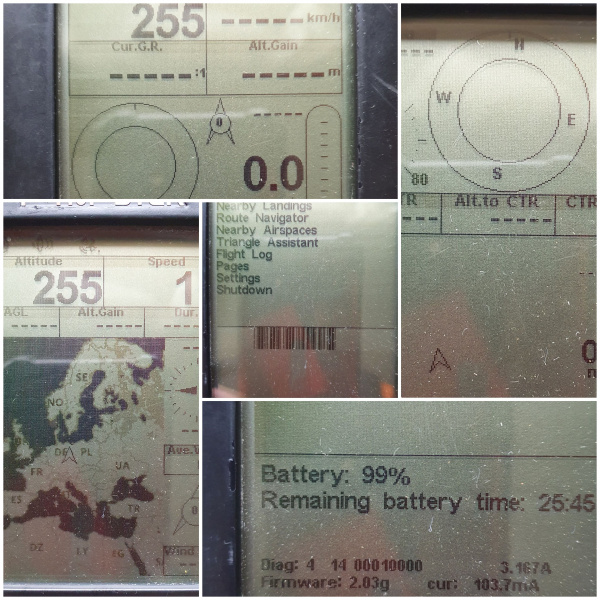 255
km/h
Cur.G.R.
Alt.Gain
:1
m
0
0.0
N
W
E
S
80
R
Alt.to CTR
CTR
Altitude
Speed
255
1
AGL
Alt.Gain
Dur.
SE
NO
DE
PL
FR
UA
ES
TR
DZ
LY
EG
Wind
Nearby Landings
Route Navigator
Nearby Airspaces
Triangle Assistant
Flight Log
Pages
Settings
Shutdown
Battery: 99%
Remaining battery time: 25:45
Diag: 4 14 00010000 3.167A
Firmware: 2.03g cur: 103.7mA